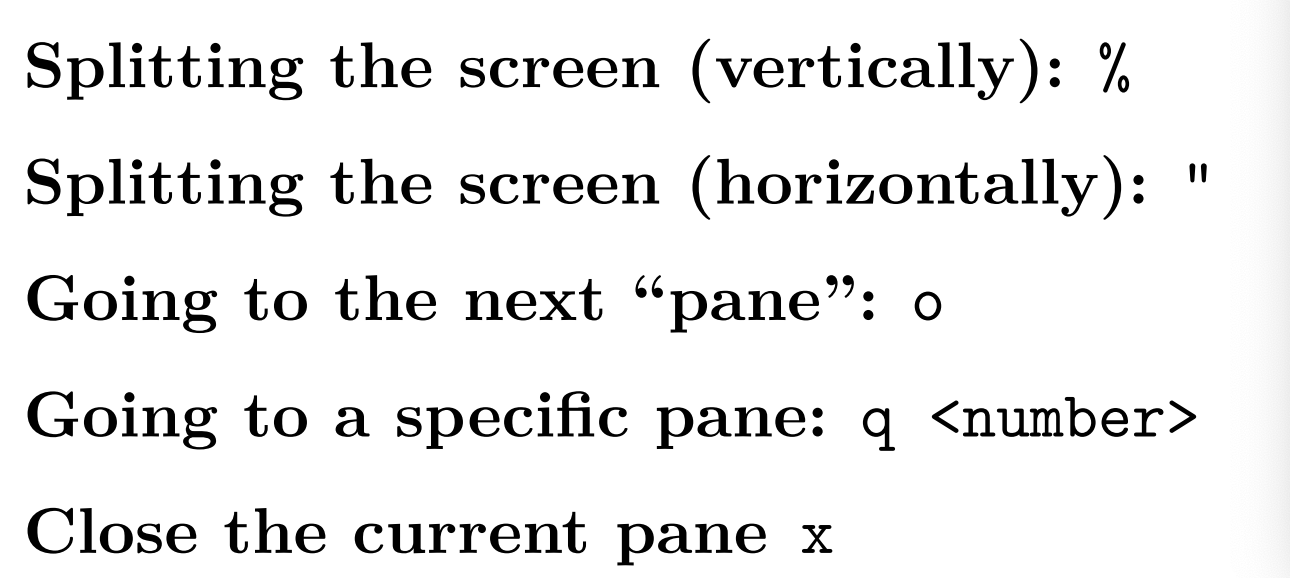 Splitting the screen (vertically): %
Splitting the screen (horizontally): "
Going to the next “pane”: o
Going to a specific pane: q <number>
Close the current pane x